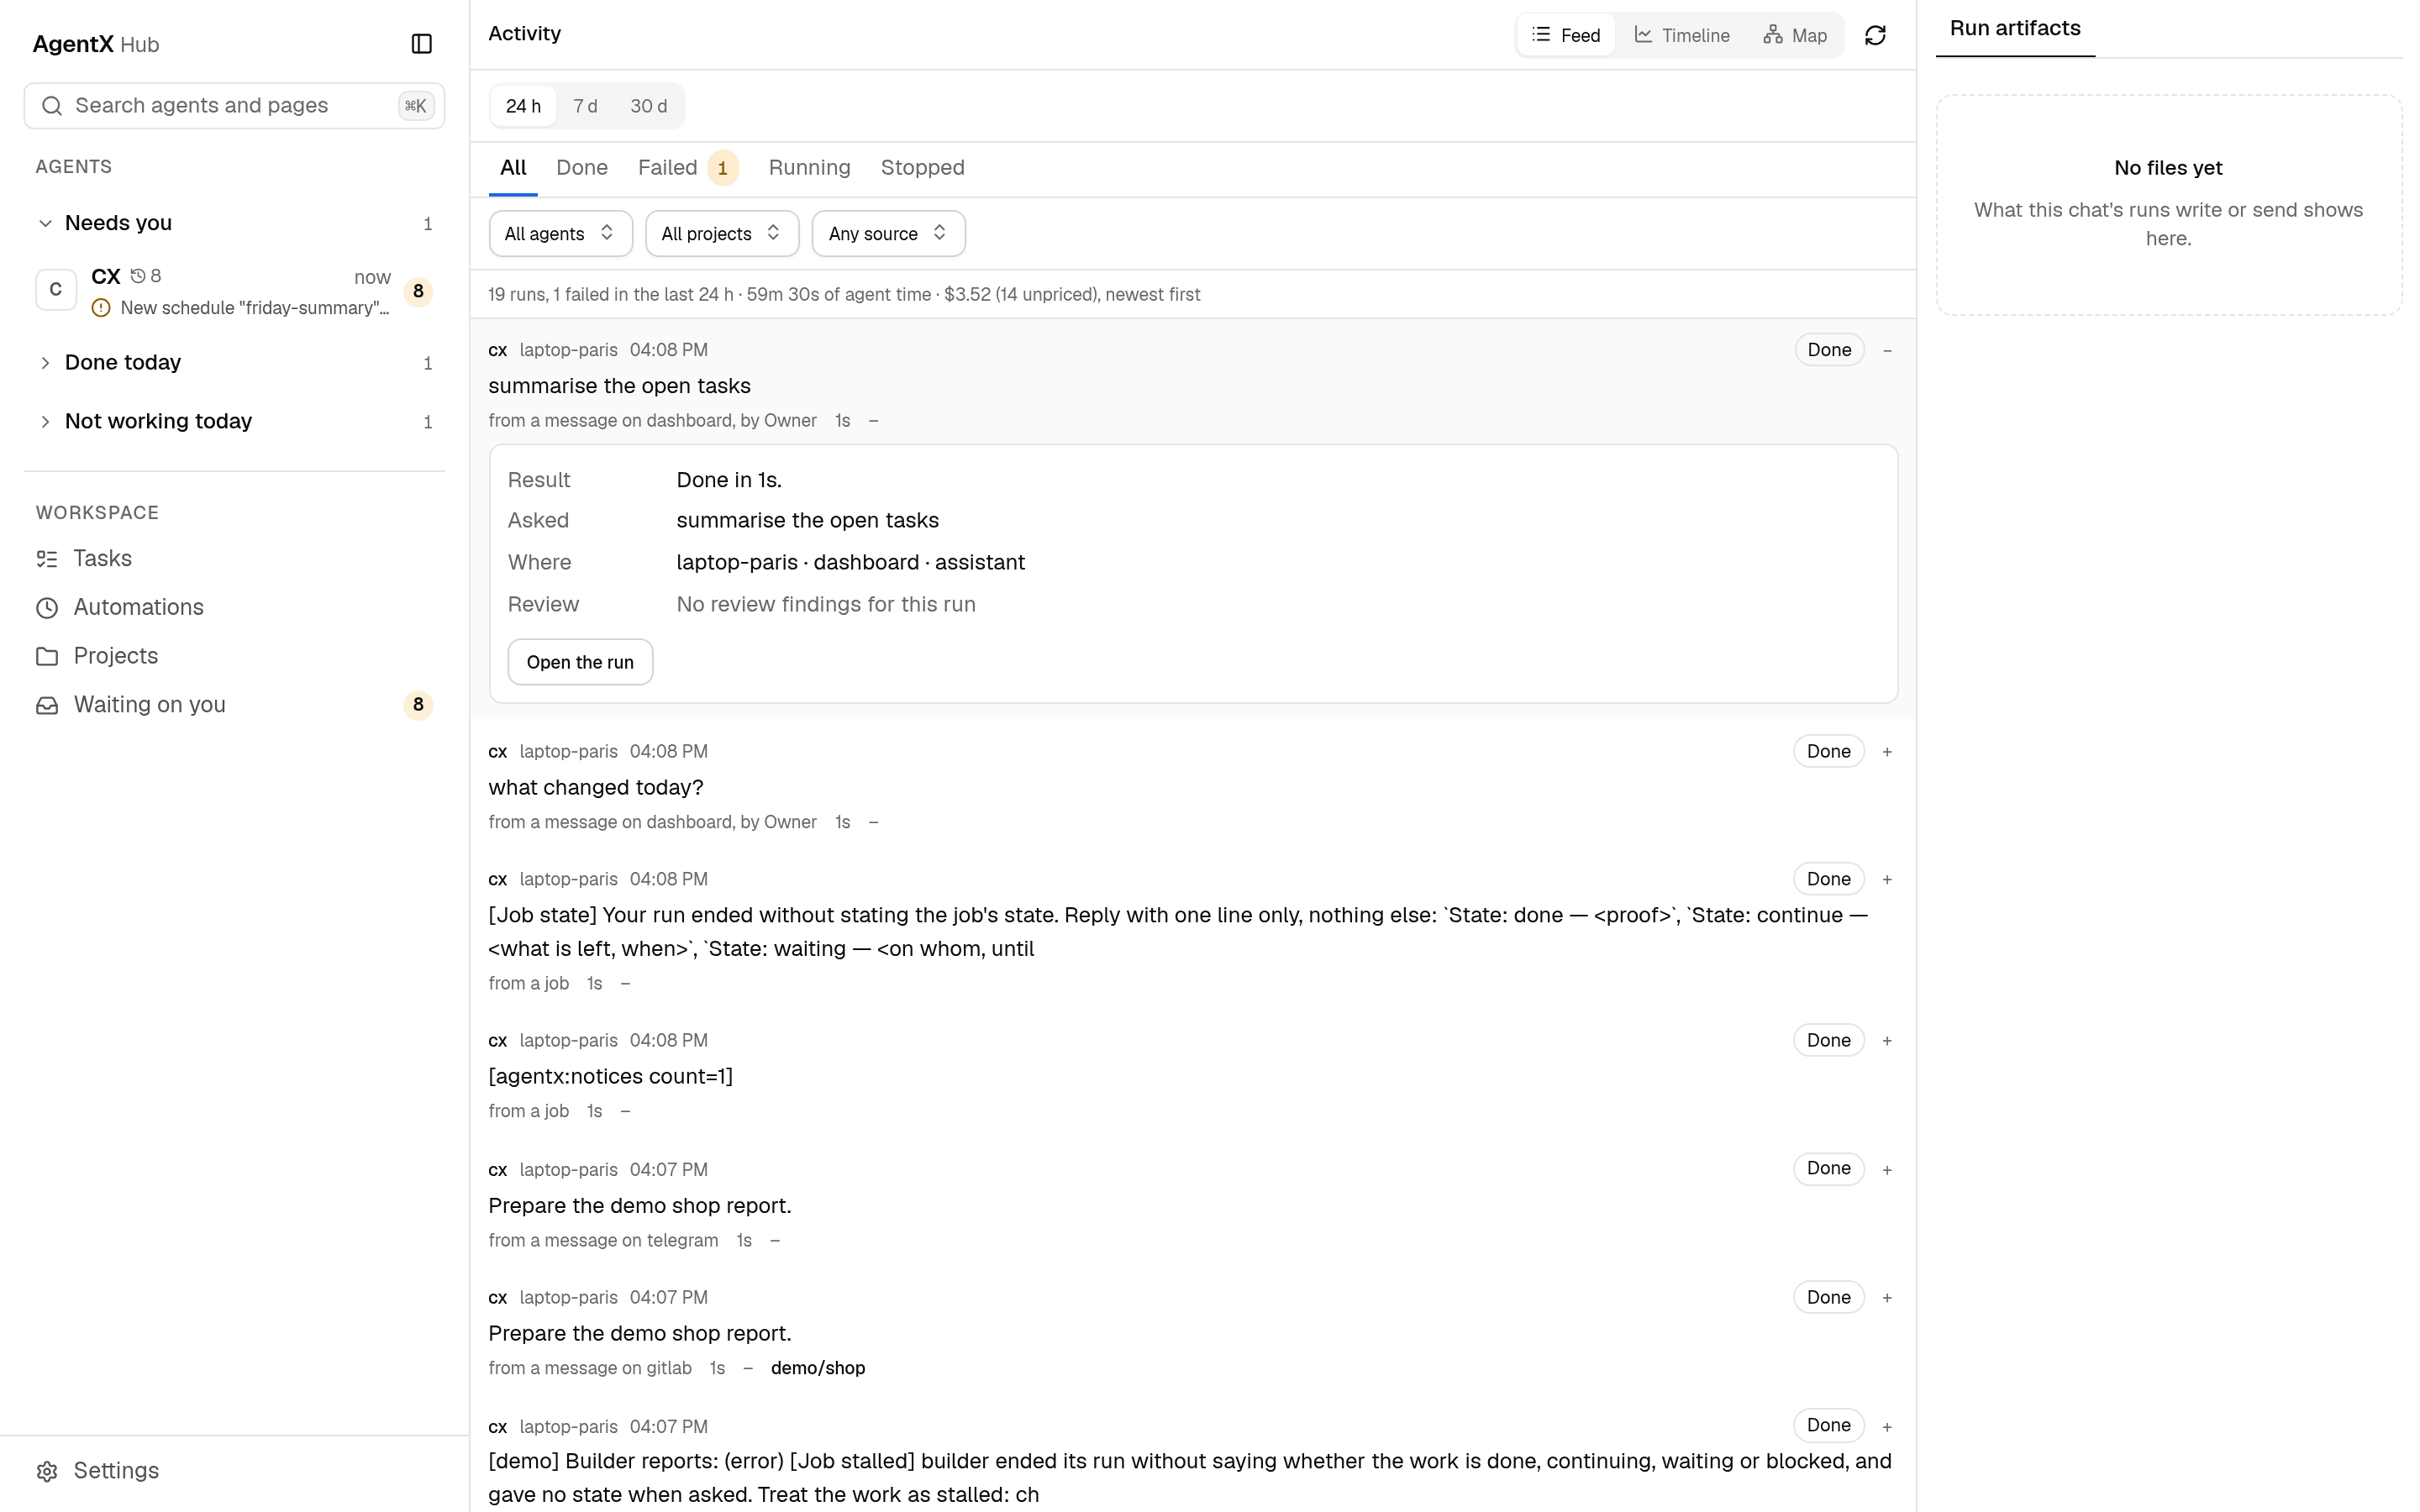 AgentX Hub
Search agents and pages ⌘K
AGENTS
Needs you 1
C CX 8 now 8
New schedule "friday-summary"...
Done today 1
Not working today 1
WORKSPACE
Tasks
Automations
Projects
Waiting on you 8
Settings
Activity
Feed Timeline Map
24 h 7 d 30 d
All Done Failed 1 Running Stopped
All agents All projects Any source
19 runs, 1 failed in the last 24 h · 59m 30s of agent time · $3.52 (14 unpriced), newest first
cx laptop-paris 04:08 PM Done −
summarise the open tasks
from a message on dashboard, by Owner 1s –
Result Done in 1s.
Asked summarise the open tasks
Where laptop-paris · dashboard · assistant
Review No review findings for this run
Open the run
cx laptop-paris 04:08 PM Done +
what changed today?
from a message on dashboard, by Owner 1s –
cx laptop-paris 04:08 PM Done +
[Job state] Your run ended without stating the job's state. Reply with one line only, nothing else: `State: done — <proof>`, `State: continue —
<what is left, when>`, `State: waiting — <on whom, until
from a job 1s –
cx laptop-paris 04:08 PM Done +
[agentx:notices count=1]
from a job 1s –
cx laptop-paris 04:07 PM Done +
Prepare the demo shop report.
from a message on telegram 1s –
cx laptop-paris 04:07 PM Done +
Prepare the demo shop report.
from a message on gitlab 1s – demo/shop
cx laptop-paris 04:07 PM Done +
[demo] Builder reports: (error) [Job stalled] builder ended its run without saying whether the work is done, continuing, waiting or blocked, and
gave no state when asked. Treat the work as stalled: ch
Run artifacts
No files yet
What this chat's runs write or send shows
here.